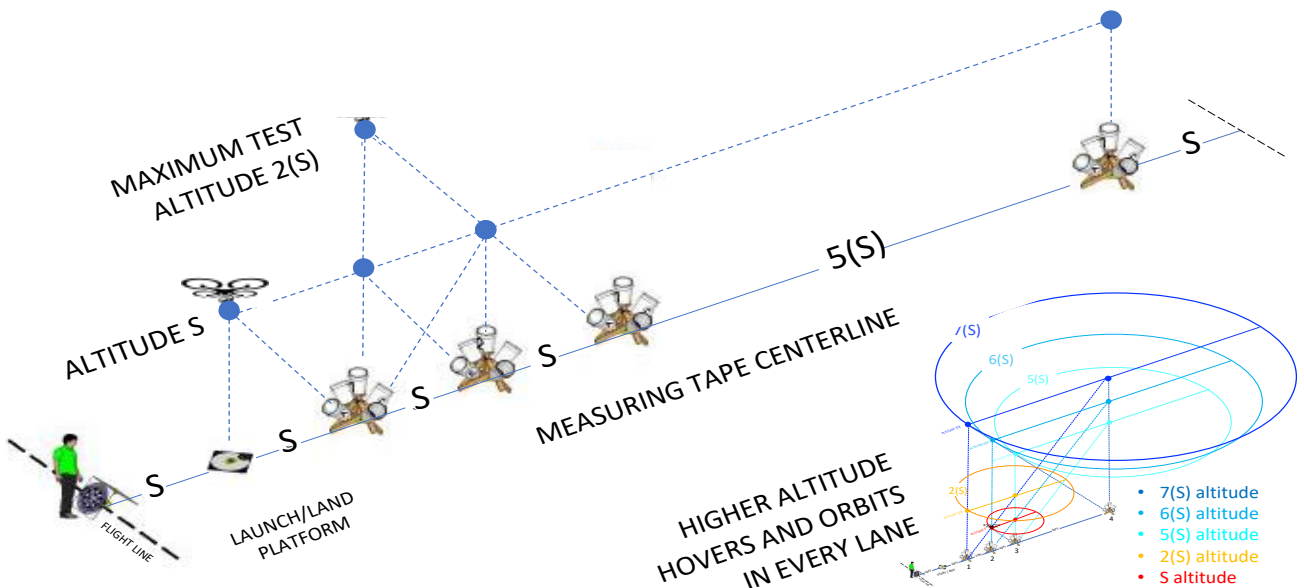 MAXIMUM TEST
ALTITUDE 2(S)
ALTITUDE S
S
S
S
S
5(S)
S
FLIGHT LINE
LAUNCH/LAND
PLATFORM
MEASURING TAPE CENTERLINE
HIGHER ALTITUDE
HOVERS AND ORBITS
IN EVERY LANE
7(S)
6(S)
5(S)
2(S)
1
2
3
4
• 7(S) altitude
• 6(S) altitude
• 5(S) altitude
• 2(S) altitude
• S altitude